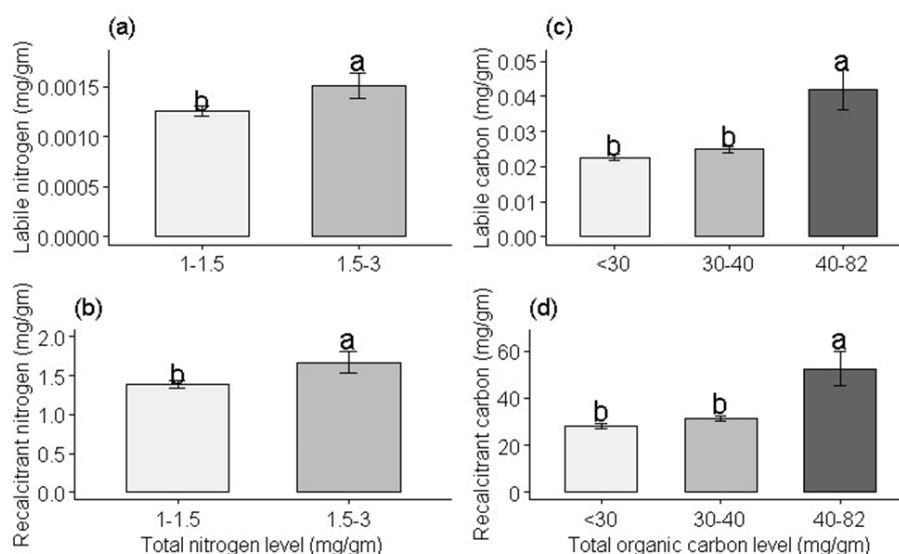 (a)
Labile nitrogen (mg/gm)
0.0015
0.0010
0.0005
0.0000
b
a
1-1.5
1.5-3
(c)
Labile carbon (mg/gm)
0.05
0.04
0.03
0.02
0.01
0.00
b
b
a
<30
30-40
40-82
(b)
Recalcitrant nitrogen (mg/gm)
2.0
1.5
1.0
0.5
0.0
b
a
1-1.5
1.5-3
Total nitrogen level (mg/gm)
(d)
Recalcitrant carbon (mg/gm)
60
40
20
0
b
b
a
<30
30-40
40-82
Total organic carbon level (mg/gm)